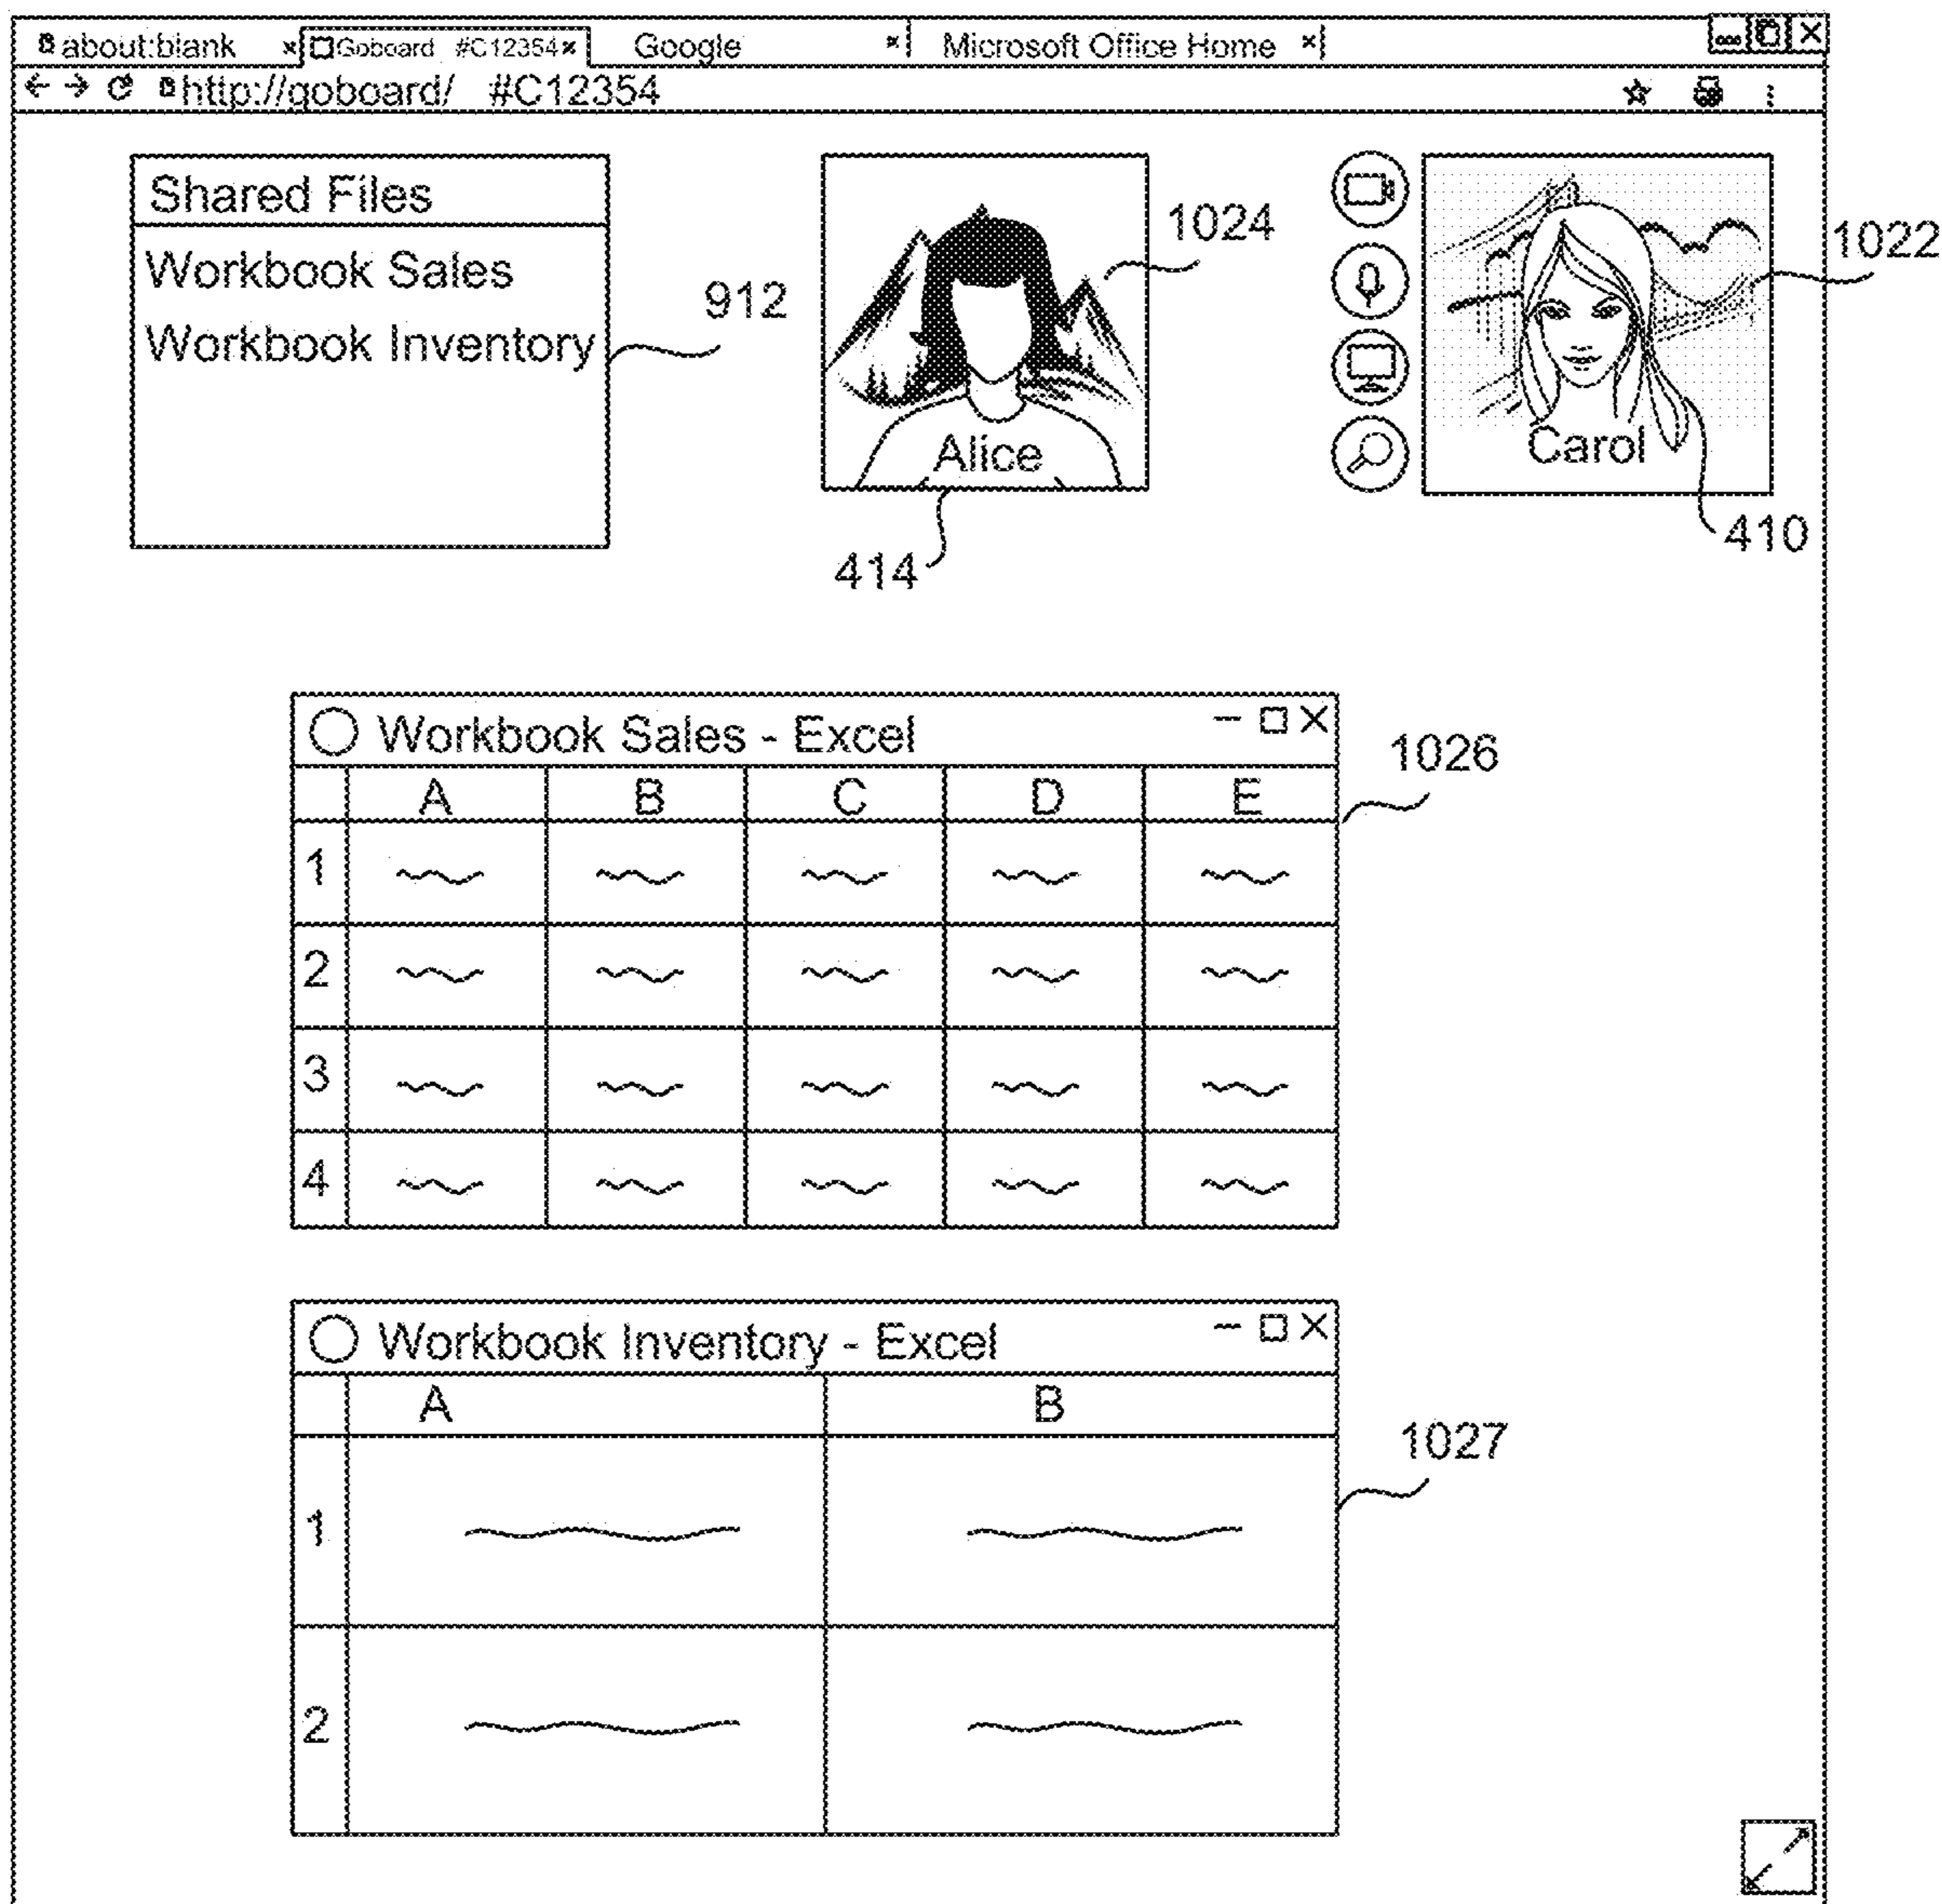 about:blank × Goboard #C12354 × Google × Microsoft Office Home ×
http://goboard/ #C12354
Shared Files
Workbook Sales
Workbook Inventory
912
1024
Alice
414
1022
Carol
410
Workbook Sales - Excel
1026
A B C D E
1
2
3
4
Workbook Inventory - Excel
A B
1027
1
2